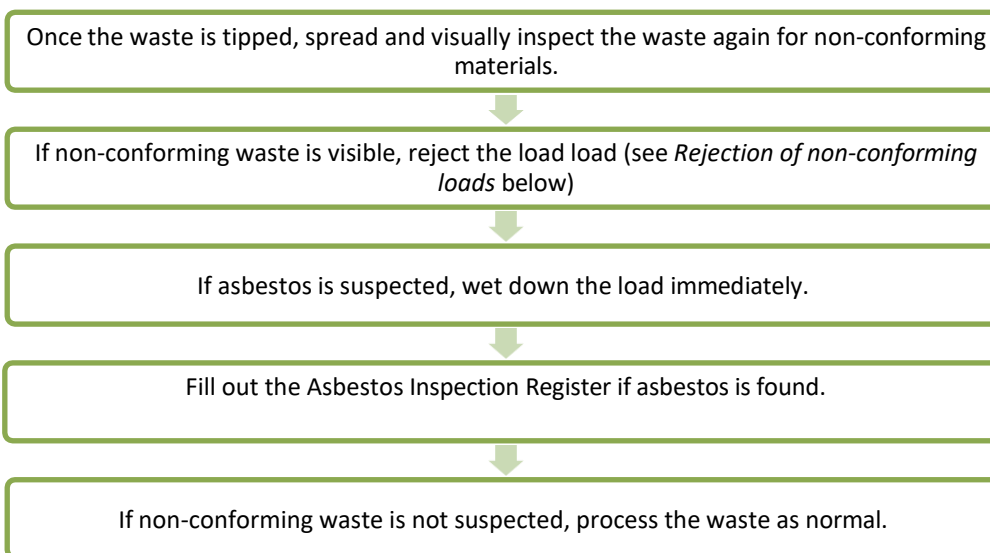 Once the waste is tipped, spread and visually inspect the waste again for non-conforming
materials.
If non-conforming waste is visible, reject the load load (see Rejection of non-conforming
loads below)
If asbestos is suspected, wet down the load immediately.
Fill out the Asbestos Inspection Register if asbestos is found.
If non-conforming waste is not suspected, process the waste as normal.